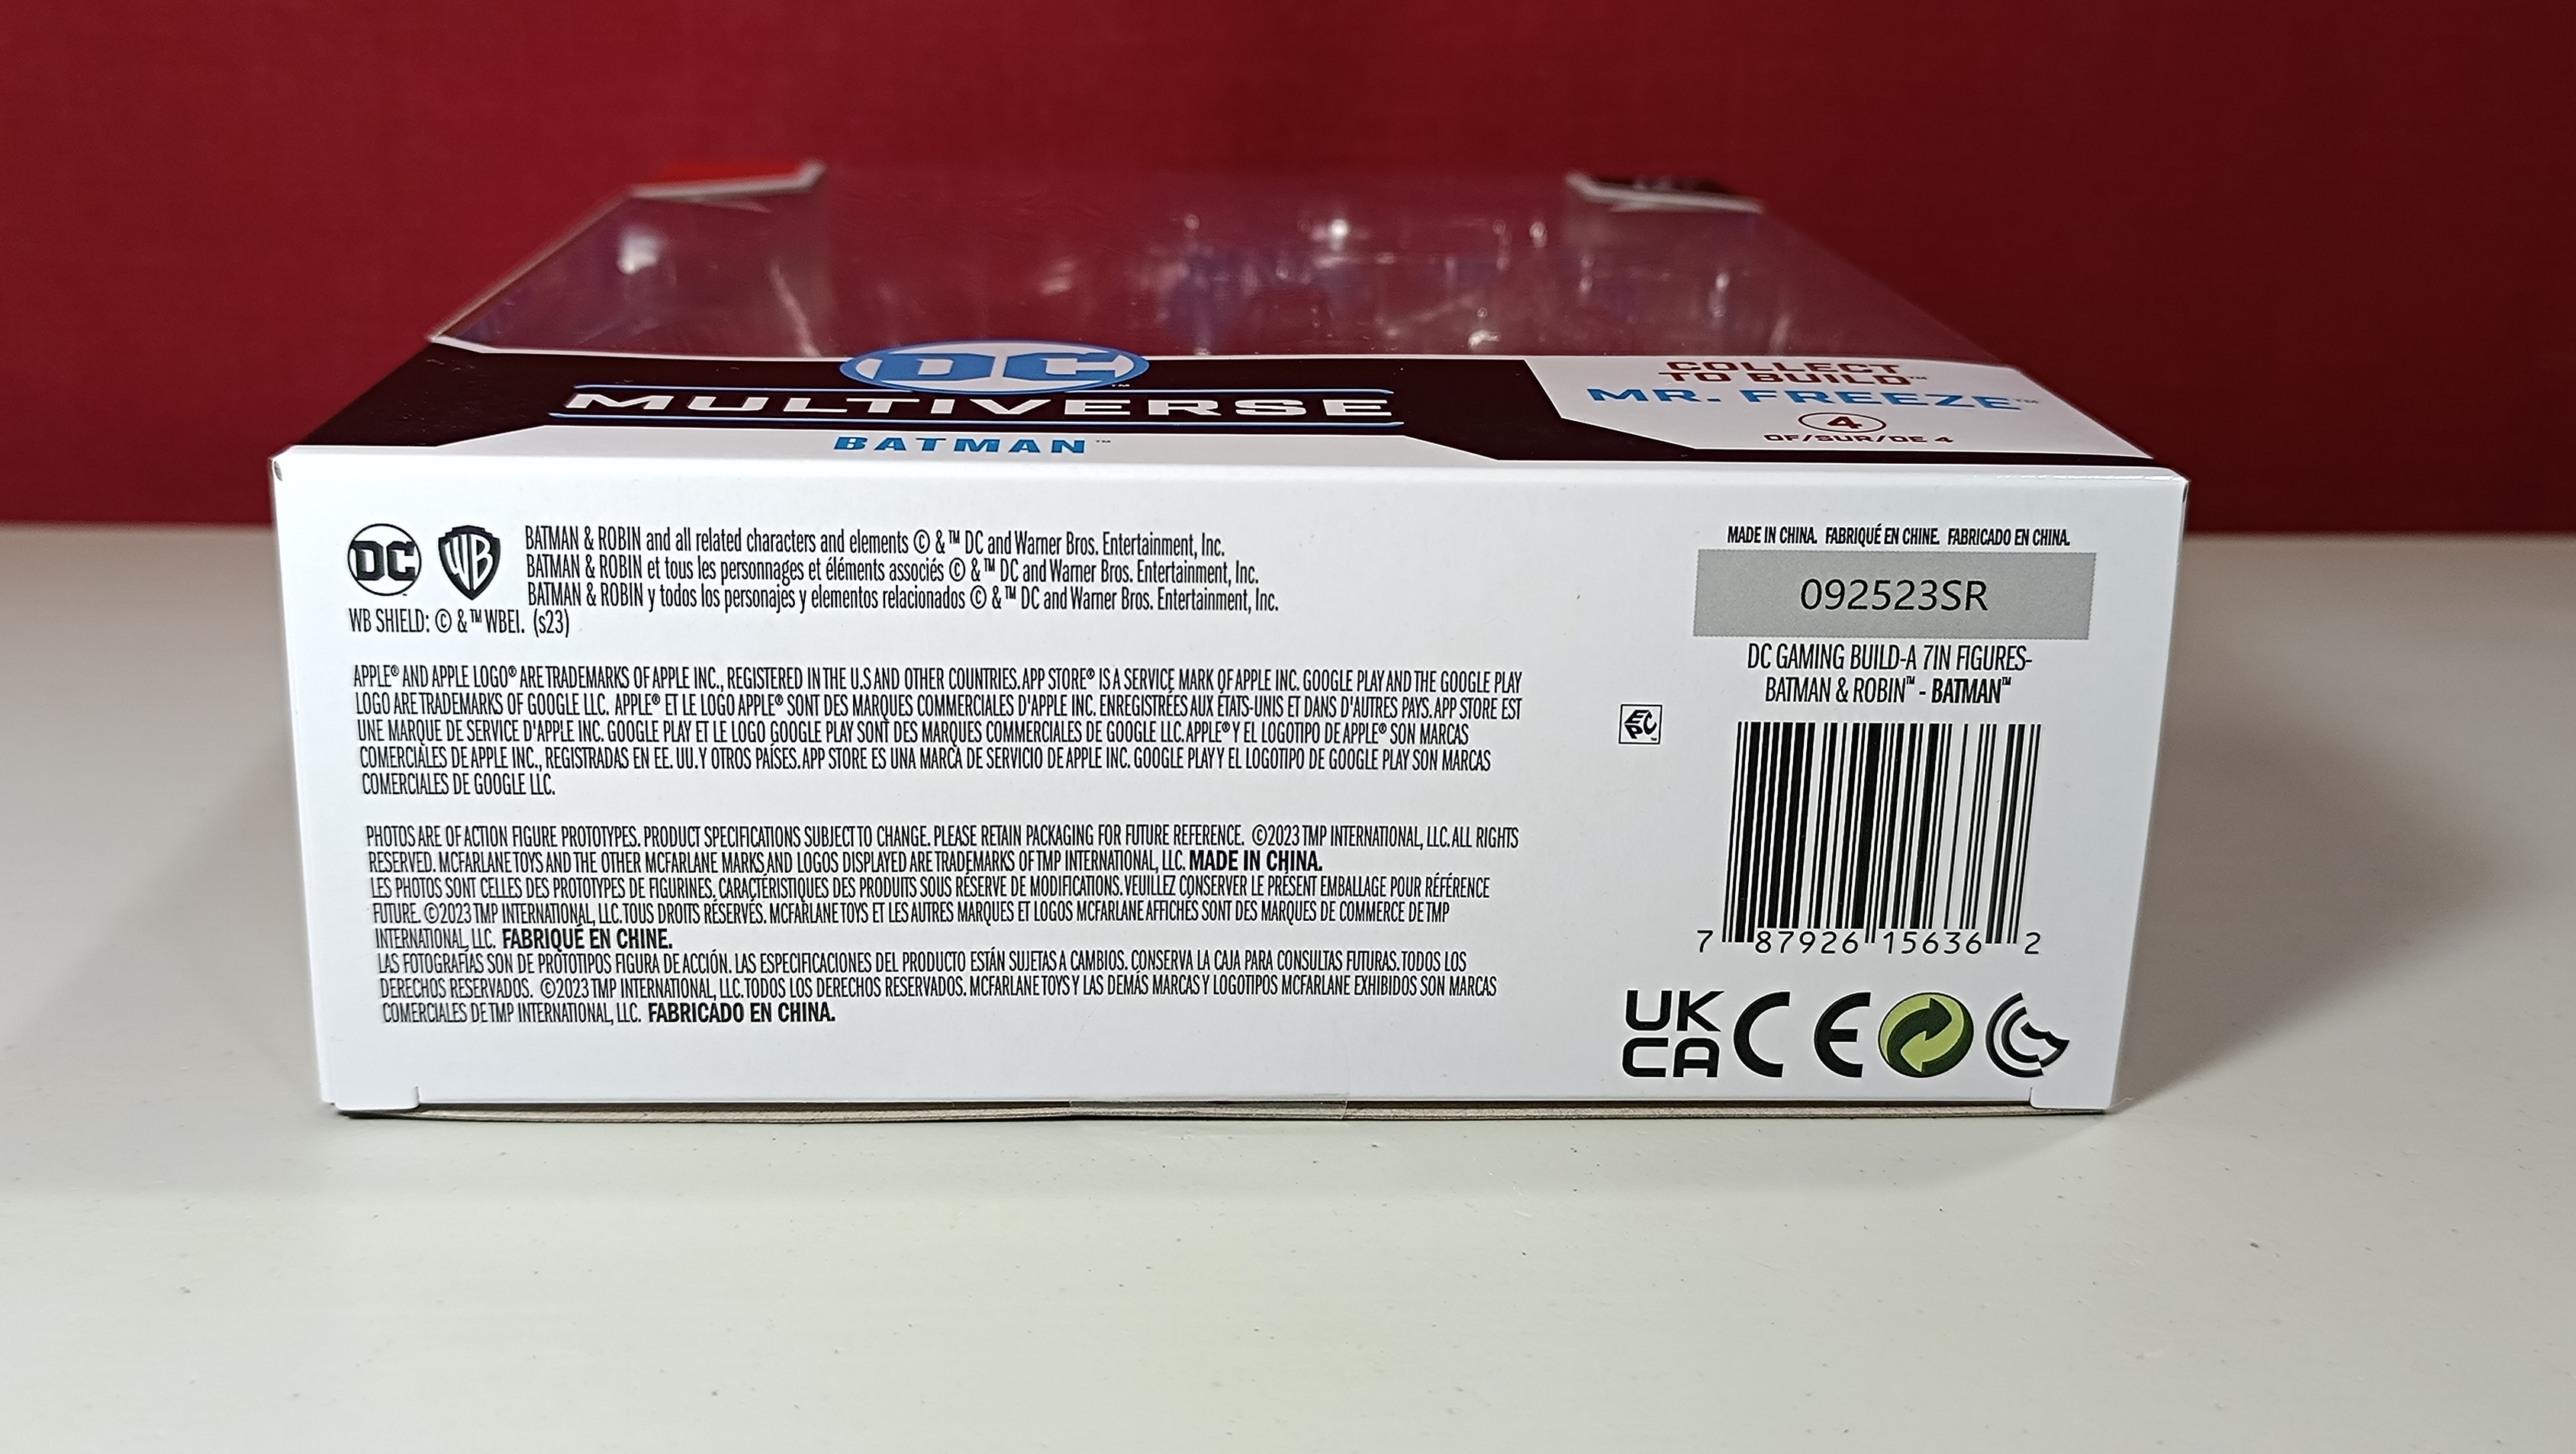 DC™
MULTIVERSE
BATMAN™
COLLECT
TO BUILD™
MR. FREEZE™
4
OF/SUR/DE 4
DC
WB
BATMAN & ROBIN and all related characters and elements © & ™ DC and Warner Bros. Entertainment, Inc.
BATMAN & ROBIN et tous les personnages et éléments associés © & ™ DC and Warner Bros. Entertainment, Inc.
BATMAN & ROBIN y todos los personajes y elementos relacionados © & ™ DC and Warner Bros. Entertainment, Inc.
WB SHIELD: © & ™ WBEI. (s23)
APPLE® AND APPLE LOGO® ARE TRADEMARKS OF APPLE INC., REGISTERED IN THE U.S AND OTHER COUNTRIES. APP STORE® IS A SERVICE MARK OF APPLE INC. GOOGLE PLAY AND THE GOOGLE PLAY
LOGO ARE TRADEMARKS OF GOOGLE LLC. APPLE® ET LE LOGO APPLE® SONT DES MARQUES COMMERCIALES D'APPLE INC. ENREGISTRÉES AUX ÉTATS-UNIS ET DANS D'AUTRES PAYS. APP STORE EST
UNE MARQUE DE SERVICE D'APPLE INC. GOOGLE PLAY ET LE LOGO GOOGLE PLAY SONT DES MARQUES COMMERCIALES DE GOOGLE LLC. APPLE® Y EL LOGOTIPO DE APPLE® SON MARCAS
COMERCIALES DE APPLE INC., REGISTRADAS EN EE. UU. Y OTROS PAÍSES. APP STORE ES UNA MARCA DE SERVICIO DE APPLE INC. GOOGLE PLAY Y EL LOGOTIPO DE GOOGLE PLAY SON MARCAS
COMERCIALES DE GOOGLE LLC.
PHOTOS ARE OF ACTION FIGURE PROTOTYPES. PRODUCT SPECIFICATIONS SUBJECT TO CHANGE. PLEASE RETAIN PACKAGING FOR FUTURE REFERENCE. ©2023 TMP INTERNATIONAL, LLC. ALL RIGHTS
RESERVED. MCFARLANE TOYS AND THE OTHER MCFARLANE MARKS AND LOGOS DISPLAYED ARE TRADEMARKS OF TMP INTERNATIONAL, LLC. MADE IN CHINA.
LES PHOTOS SONT CELLES DES PROTOTYPES DE FIGURINES, CARACTÉRISTIQUES DES PRODUITS SOUS RÉSERVE DE MODIFICATIONS. VEUILLEZ CONSERVER LE PRÉSENT EMBALLAGE POUR RÉFÉRENCE
FUTURE. ©2023 TMP INTERNATIONAL, LLC. TOUS DROITS RÉSERVÉS. MCFARLANE TOYS ET LES AUTRES MARQUES ET LOGOS MCFARLANE AFFICHÉS SONT DES MARQUES DE COMMERCE DE TMP
INTERNATIONAL, LLC. FABRIQUÉ EN CHINE.
LAS FOTOGRAFÍAS SON DE PROTOTIPOS FIGURA DE ACCIÓN. LAS ESPECIFICACIONES DEL PRODUCTO ESTÁN SUJETAS A CAMBIOS. CONSERVA LA CAJA PARA CONSULTAS FUTURAS. TODOS LOS
DERECHOS RESERVADOS. ©2023 TMP INTERNATIONAL, LLC. TODOS LOS DERECHOS RESERVADOS. MCFARLANE TOYS Y LAS DEMÁS MARCAS Y LOGOTIPOS MCFARLANE EXHIBIDOS SON MARCAS
COMERCIALES DE TMP INTERNATIONAL, LLC. FABRICADO EN CHINA.
MADE IN CHINA. FABRIQUÉ EN CHINE. FABRICADO EN CHINA.
092523SR
DC GAMING BUILD-A 7IN FIGURES-
BATMAN & ROBIN™ - BATMAN™
7 87926 15636 2
UK
CA CE